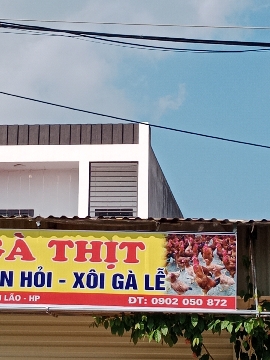 GÀ THỊT
N HỎI - XÔI GÀ LỄ
LÃO - HP
ĐT: 0902 050 872